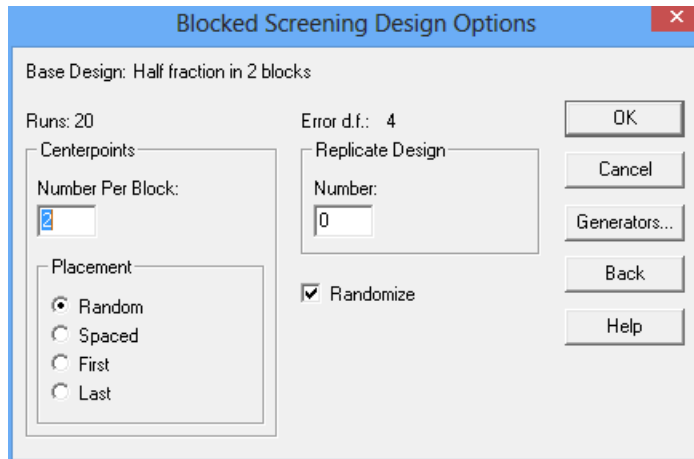 Blocked Screening Design Options
Base Design: Half fraction in 2 blocks
Runs: 20
Error d.f.: 4
Centerpoints
Number Per Block:
2
Placement
Random
Spaced
First
Last
Replicate Design
Number:
0
Randomize
OK
Cancel
Generators...
Back
Help